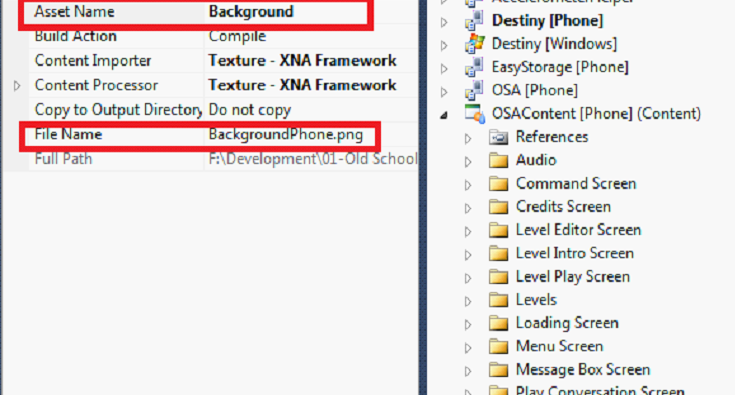 Asset Name Background
Build Action Compile
Content Importer Texture - XNA Framework
Content Processor Texture - XNA Framework
Copy to Output Directory Do not copy
File Name BackgroundPhone.png
Full Path F:\Development\01-Old School
AccelerometerHelper
Destiny [Phone]
Destiny [Windows]
EasyStorage [Phone]
OSA [Phone]
OSAContent [Phone] (Content)
References
Audio
Command Screen
Credits Screen
Level Editor Screen
Level Intro Screen
Level Play Screen
Levels
Loading Screen
Menu Screen
Message Box Screen
Play Conversation Screen